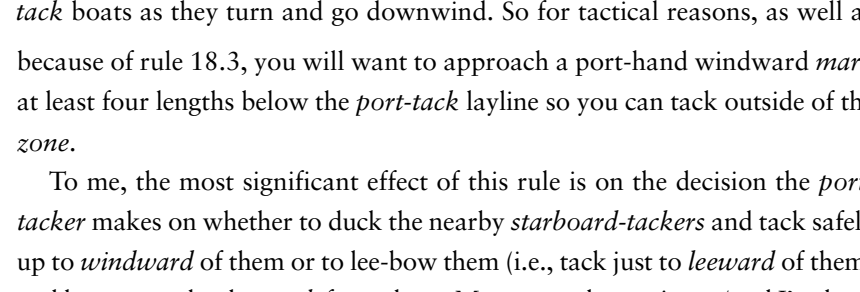 tack boats as they turn and go downwind. So for tactical reasons, as well a
because of rule 18.3, you will want to approach a port-hand windward mar
at least four lengths below the port-tack layline so you can tack outside of th
zone.
To me, the most significant effect of this rule is on the decision the por
tacker makes on whether to duck the nearby starboard-tackers and tack safel
up to windward of them or to lee-bow them (i.e., tack just to leeward of them